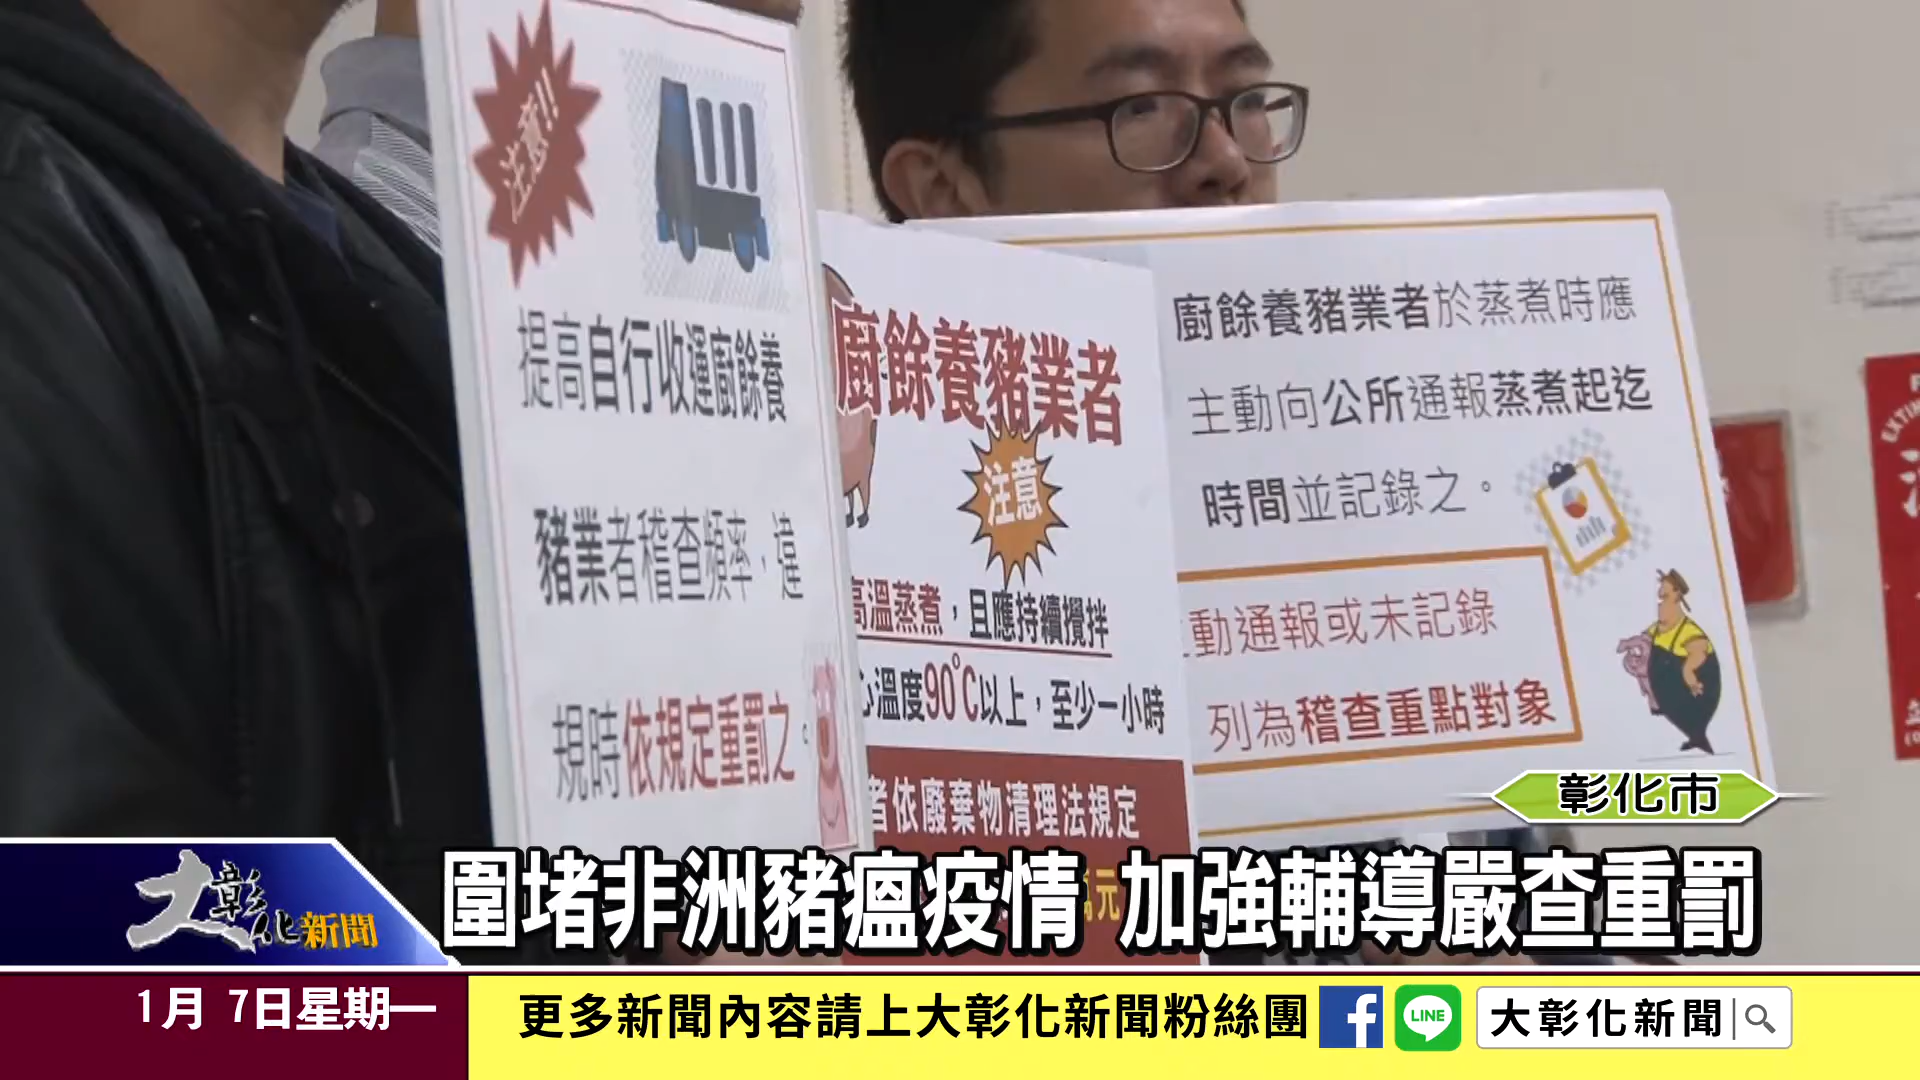 注意!!
提高自行收運廚餘養
豬業者稽查頻率，違
規時依規定重罰之。
廚餘養豬業者
注意
高溫蒸煮，且應持續攪拌
心溫度90℃以上，至少一小時
者依廢棄物清理法規定
萬元
廚餘養豬業者於蒸煮時應
主動向公所通報蒸煮起迄
時間並記錄之。
動通報或未記錄
列為稽查重點對象
彰化市
大彰化新聞
圍堵非洲豬瘟疫情 加強輔導嚴查重罰
1月 7日星期一
更多新聞內容請上大彰化新聞粉絲團
f
LINE
大彰化新聞